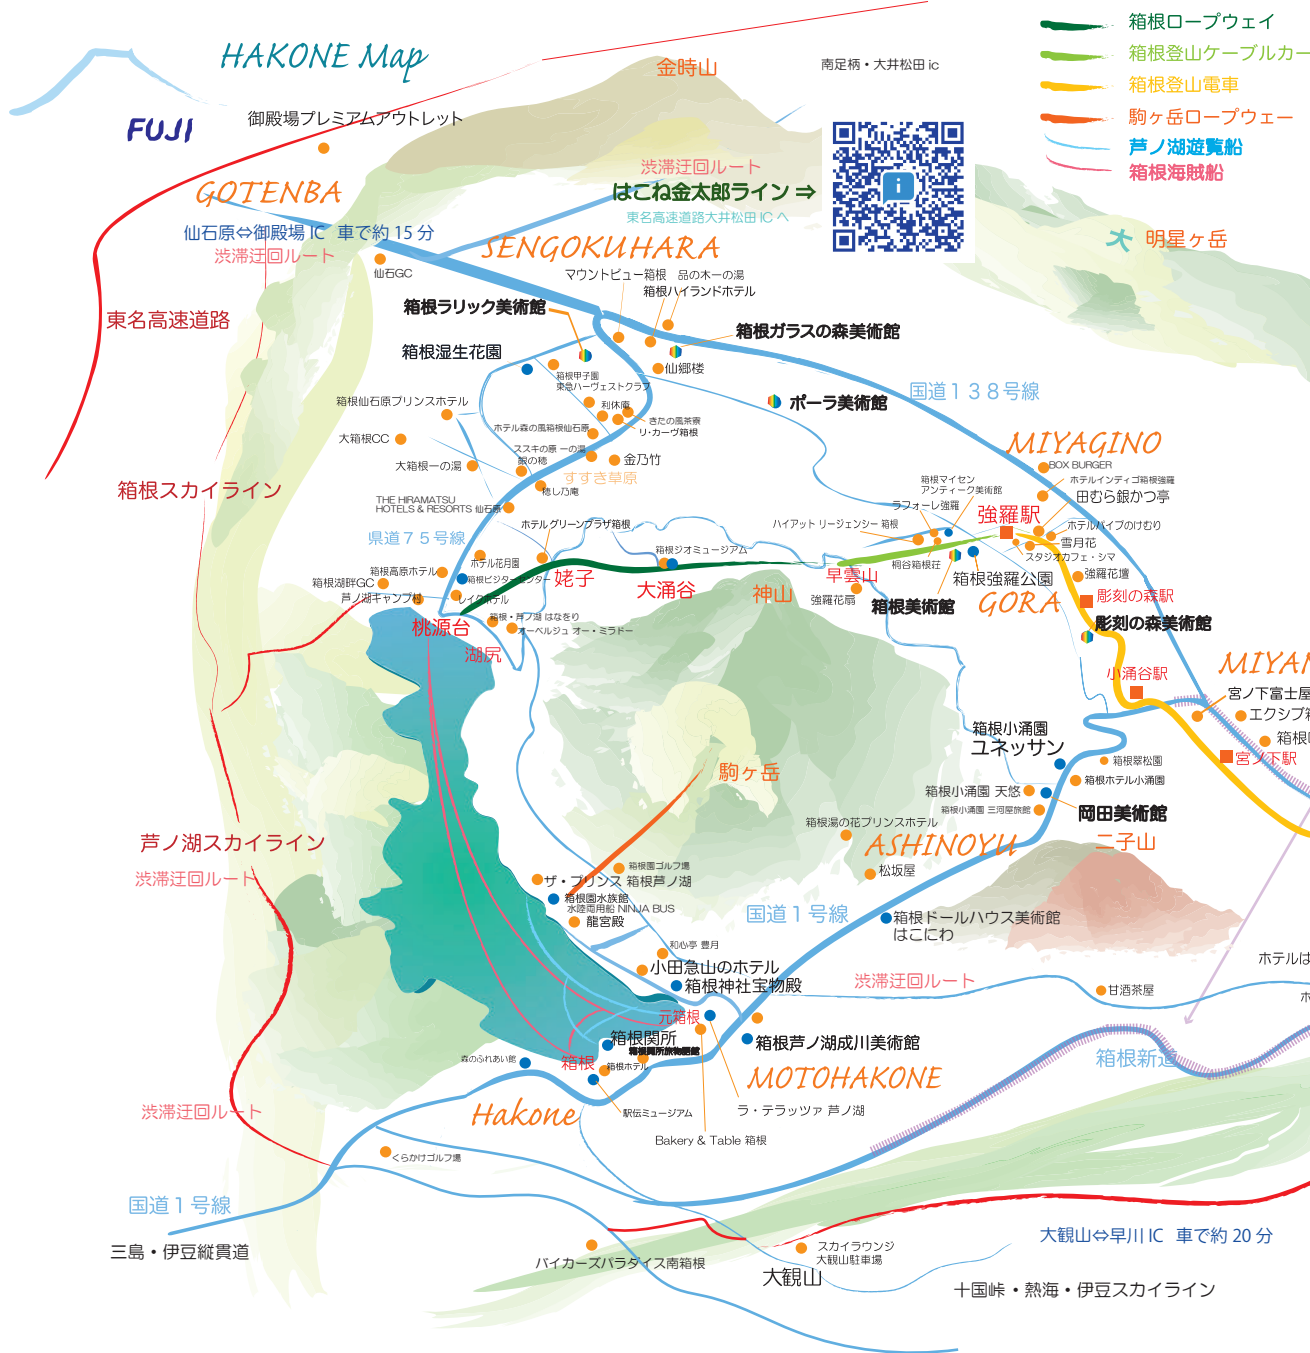 HAKONE Map
FUJI
御殿場プレミアムアウトレット
GOTENBA
仙石原⇔御殿場 IC 車で約 15 分
渋滞迂回ルート
東名高速道路
金時山
南足柄・大井松田 ic
渋滞迂回ルート
はこね金太郎ライン ⇒
東名高速道路大井松田 IC へ
箱根ロープウェイ
箱根登山ケーブルカー
箱根登山電車
駒ヶ岳ロープウェー
芦ノ湖遊覧船
箱根海賊船
大 明星ヶ岳
SENGOKUHARA
仙石GC
マウントビュー箱根
品の木一の湯
箱根ハイランドホテル
箱根ラリック美術館
箱根ガラスの森美術館
箱根湿生花園
仙郷楼
箱根甲子園
東急ハーヴェストクラブ
国道138号線
箱根仙石原プリンスホテル
利休庵
ポーラ美術館
きたの風茶寮
ホテル森の風箱根仙石原
リ・カーヴ箱根
大箱根CC
MIYAGINO
ススキの原 一の湯
銀の穂
金乃竹
大箱根一の湯
すすき草原
BOX BURGER
ホテルインディゴ箱根強羅
箱根スカイライン
穏し乃庵
箱根マイセン
アンティーク美術館
田むら銀かつ亭
THE HIRAMATSU
HOTELS & RESORTS 仙石原
ラフォーレ強羅
強羅駅
ホテルグリーンプラザ箱根
ハイアット リージェンシー 箱根
ホテルパイプのけむり
県道75号線
雪月花
箱根ジオミュージアム
スタジオカフェ・シマ
ホテル花月園
桐谷箱根荘
箱根高原ホテル
箱根ビジターセンター
姥子
大涌谷
神山
早雲山
箱根強羅公園
強羅花壇
箱根湖畔GC
芦ノ湖キャンプ村
レイクホテル
強羅花扇
箱根美術館
GORA
彫刻の森駅
箱根・芦ノ湖 はなをり
桃源台
オーベルジュ オー・ミラドー
彫刻の森美術館
湖尻
小涌谷駅
MIYAN
宮ノ下富士屋
エクシブ箱
箱根小涌園
ユネッサン
箱根
宮ノ下駅
箱根翠松園
駒ヶ岳
箱根ホテル小涌園
箱根小涌園 天悠
箱根小涌園 三河屋旅館
岡田美術館
箱根湯の花プリンスホテル
芦ノ湖スカイライン
ASHINOYU
二子山
箱根園ゴルフ場
松坂屋
渋滞迂回ルート
ザ・プリンス 箱根芦ノ湖
箱根園水族館
水陸両用船 NINJA BUS
龍宮殿
国道1号線
箱根ドールハウス美術館
はこにわ
和心亭 豊月
ホテルは
小田急山のホテル
箱根神社宝物殿
渋滞迂回ルート
甘酒茶屋
ホ
元箱根
箱根関所
箱根関所旅物語館
箱根芦ノ湖成川美術館
箱根新道
森のふれあい館
箱根
箱根ホテル
MOTOHAKONE
渋滞迂回ルート
Hakone
駅伝ミュージアム
ラ・テラッツァ 芦ノ湖
Bakery & Table 箱根
くらかけゴルフ場
国道1号線
三島・伊豆縦貫道
バイカーズパラダイス南箱根
スカイラウンジ
大観山駐車場
大観山
大観山⇔早川 IC 車で約 20 分
十国峠・熱海・伊豆スカイライン